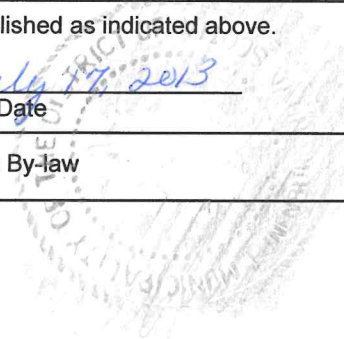 lished as indicated above.
ly 17, 2013
Date
By-law